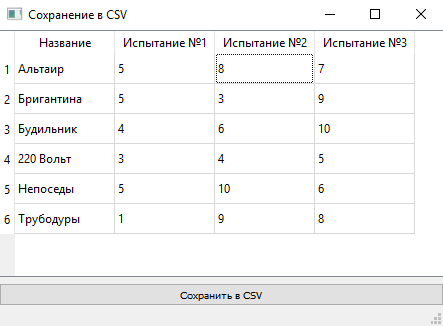 Сохранение в CSV
Название Испытание №1 Испытание №2 Испытание №3
1 Альтаир 5 8 7
2 Бригантина 5 3 9
3 Будильник 4 6 10
4 220 Вольт 3 4 5
5 Непоседы 5 10 6
6 Трубодуры 1 9 8
Сохранить в CSV